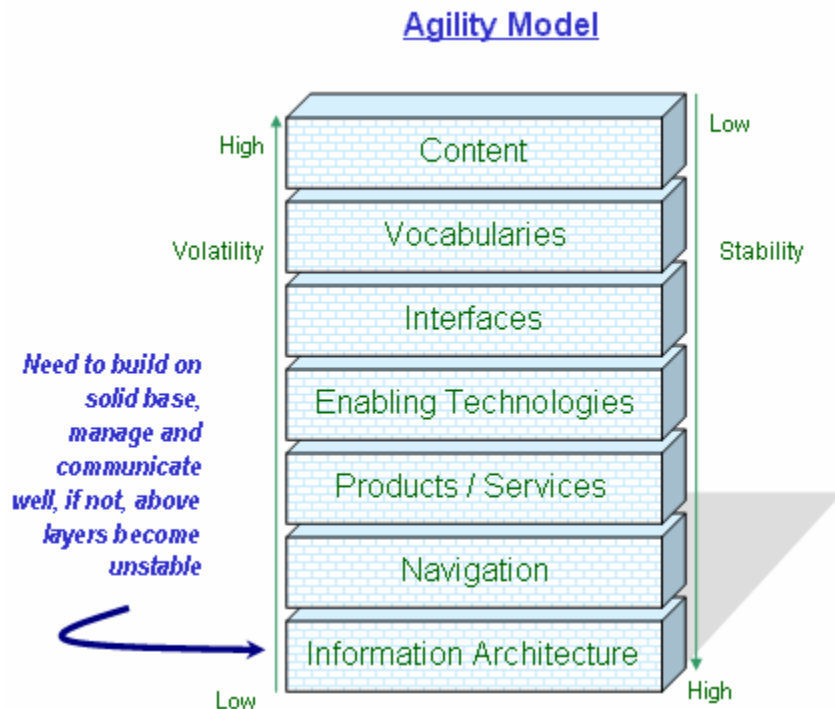 Agility Model
High
Low
Content
Vocabularies
Volatility
Stability
Interfaces
Need to build on
solid base,
manage and
communicate
well, if not, above
layers become
unstable
Enabling Technologies
Products / Services
Navigation
Information Architecture
Low
High